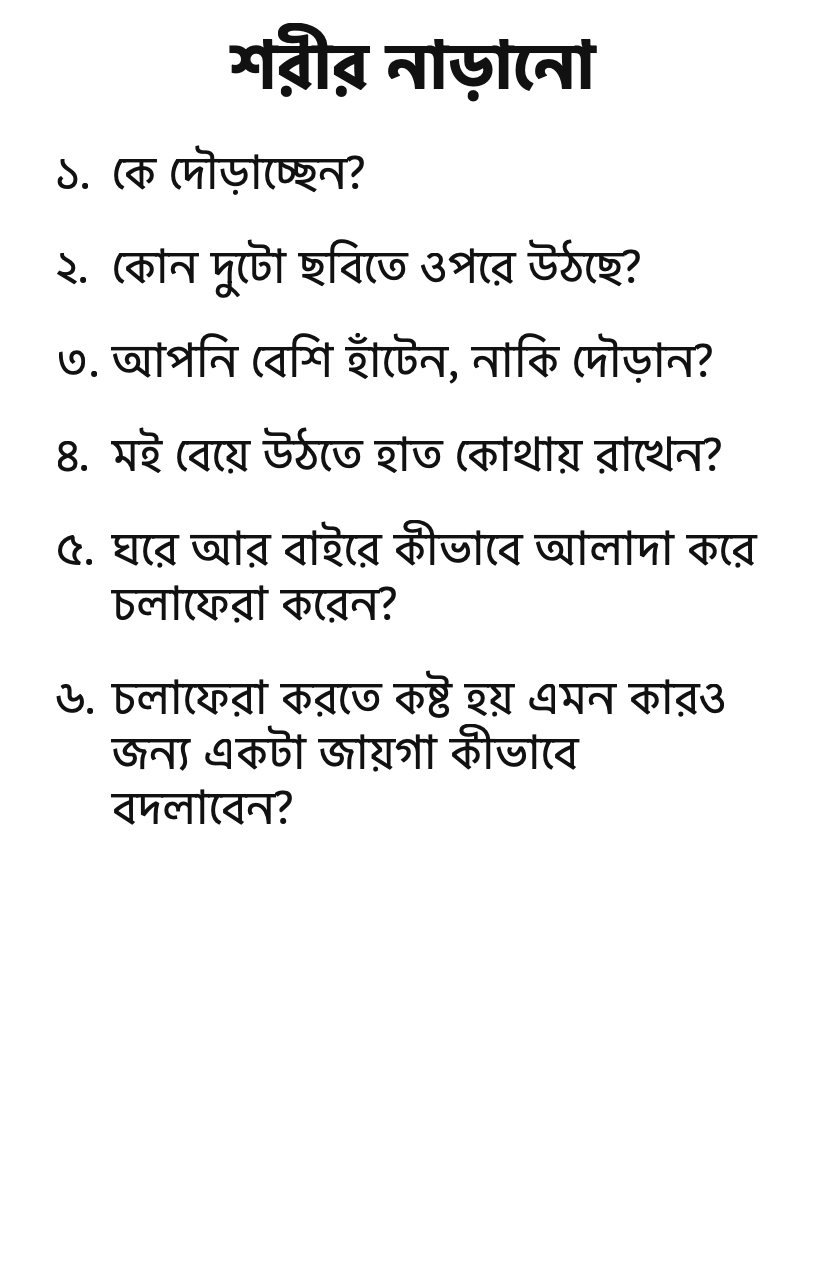 শরীর নাড়ানো
১. কে দৌড়াচ্ছেন?
২. কোন দুটো ছবিতে ওপরে উঠছে?
৩. আপনি বেশি হাঁটেন, নাকি দৌড়ান?
৪. মই বেয়ে উঠতে হাত কোথায় রাখেন?
৫. ঘরে আর বাইরে কীভাবে আলাদা করে
চলাফেরা করেন?
৬. চলাফেরা করতে কষ্ট হয় এমন কারও
জন্য একটা জায়গা কীভাবে
বদলাবেন?